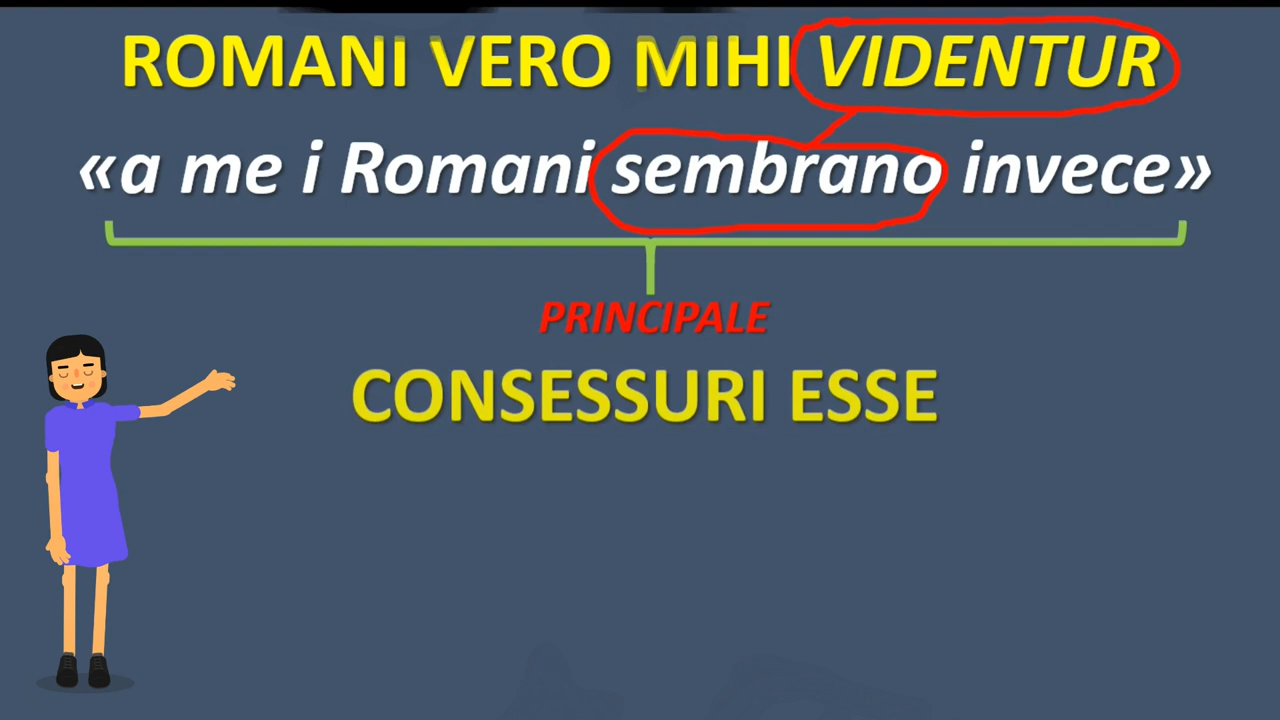 ROMANI VERO MIHI VIDENTUR
«a me i Romani sembrano invece»
PRINCIPALE
CONSESSURI ESSE